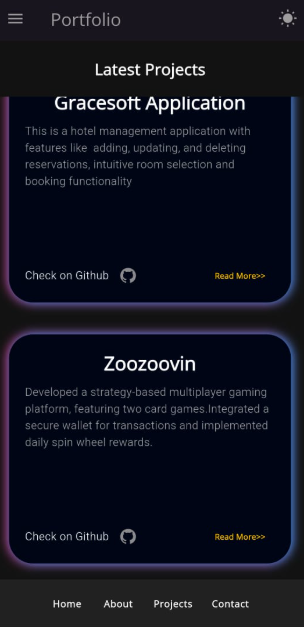 Portfolio
Latest Projects
Gracesoft Application
This is a hotel management application with
features like  adding, updating, and deleting
reservations, intuitive room selection and
booking functionality
Check on Github
Read More>>
Zoozoovin
Developed a strategy-based multiplayer gaming
platform, featuring two card games.Integrated a
secure wallet for transactions and implemented
daily spin wheel rewards.
Check on Github
Read More>>
Home About Projects Contact